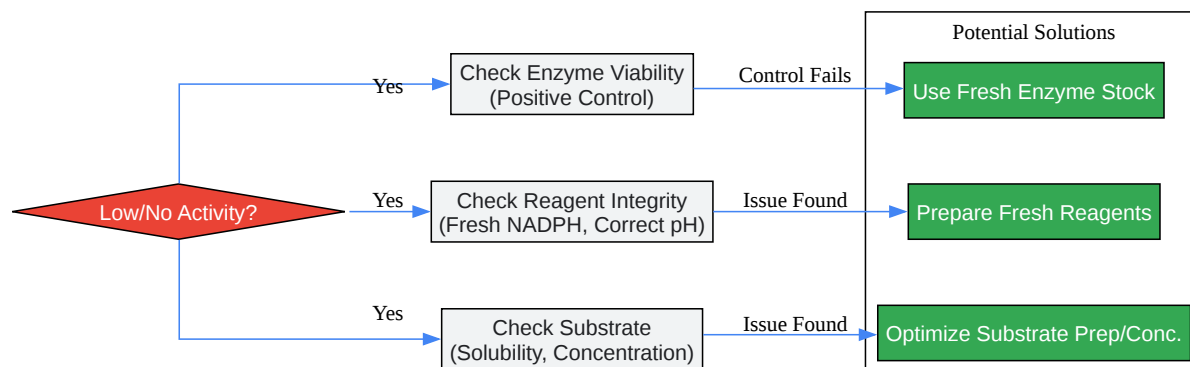 Potential Solutions
Yes
Check Enzyme Viability
(Positive Control)
Control Fails
Use Fresh Enzyme Stock
Low/No Activity?
Yes
Check Reagent Integrity
(Fresh NADPH, Correct pH)
Issue Found
Prepare Fresh Reagents
Yes
Check Substrate
(Solubility, Concentration)
Issue Found
Optimize Substrate Prep/Conc.